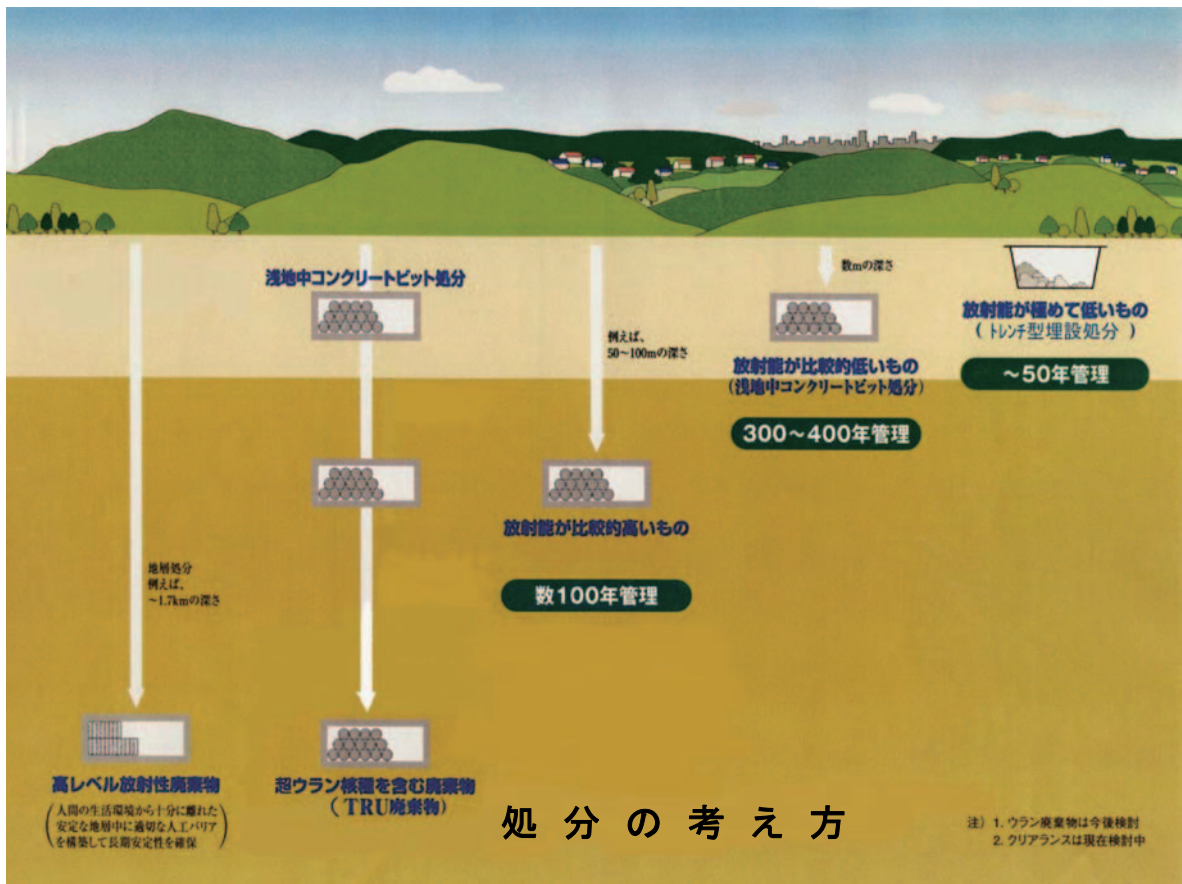 浅地中コンクリートピット処分
数mの深さ
例えば、
50～100mの深さ
放射能が極めて低いもの
（トレンチ型埋設処分）
放射能が比較的低いもの
（浅地中コンクリートピット処分）
～50年管理
300～400年管理
放射能が比較的高いもの
地層処分
例えば、
～1.7kmの深さ
数100年管理
高レベル放射性廃棄物
（人間の生活環境から十分に離れた
安定な地層中に適切な人工バリア
を構築して長期安定性を確保）
超ウラン核種を含む廃棄物
（TRU廃棄物）
処分の考え方
注）1. ウラン廃棄物は今後検討
2. クリアランスは現在検討中